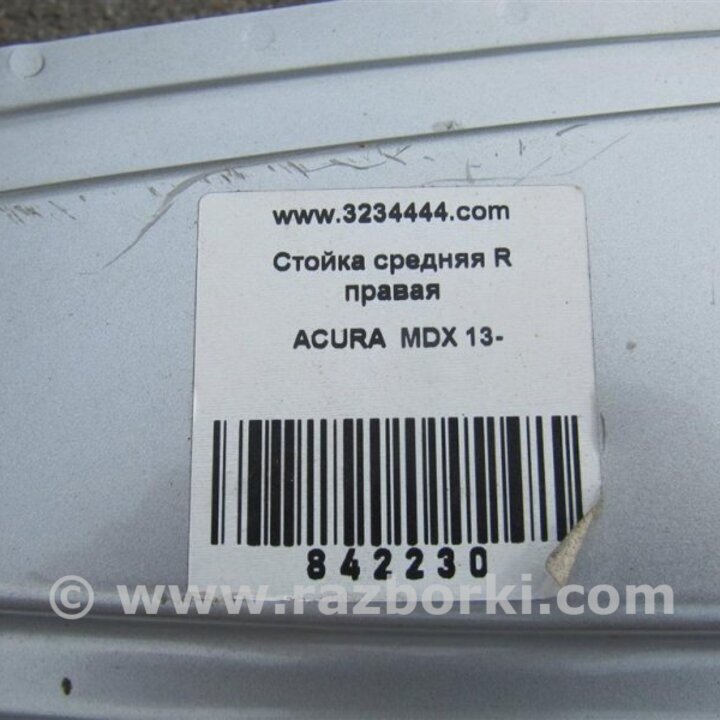 www.3234444.com
Стойка средняя R
правая
ACURA MDX 13-
842230
© www.razborki.com